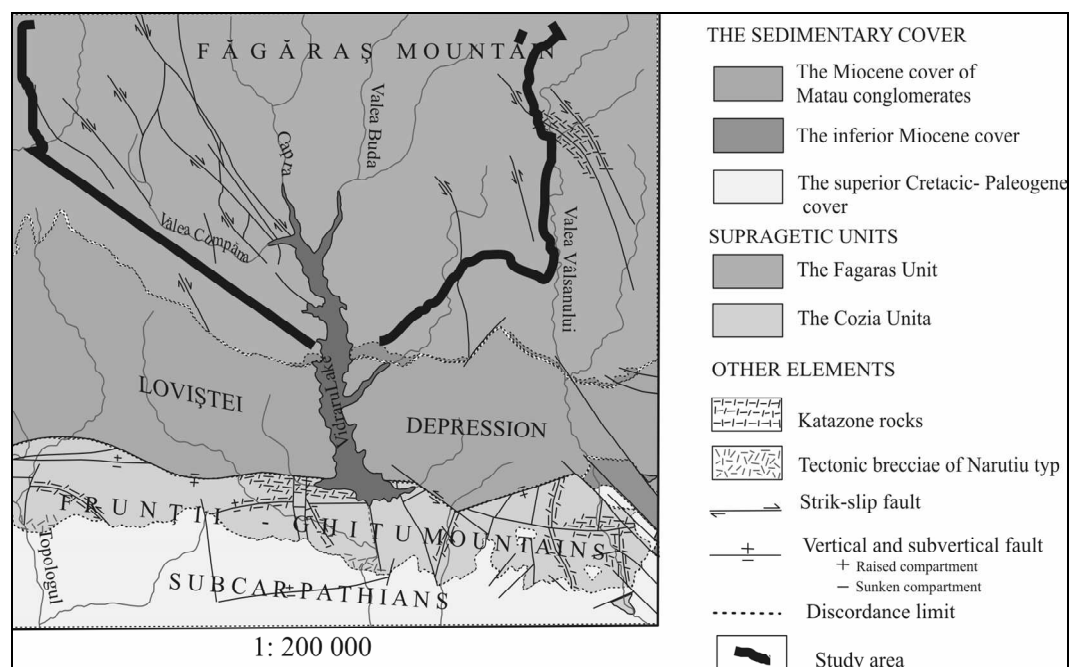 FĂGĂRAŞ MOUNTAIN
Capra
Valea Buda
Valea Cumpăna
Valea Vâlsanului
LOVIŞTEI
DEPRESSION
Vidraru Lake
FRUNTII - GHITU MOUNTAINS
Topologul
SUBCARPATHIANS
1: 200 000
THE SEDIMENTARY COVER
The Miocene cover of
Matau conglomerates
The inferior Miocene cover
The superior Cretacic- Paleogene
cover
SUPRAGETIC UNITS
The Fagaras Unit
The Cozia Unita
OTHER ELEMENTS
Katazone rocks
Tectonic brecciae of Narutiu typ
Strik-slip fault
Vertical and subvertical fault
+ Raised compartment
− Sunken compartment
Discordance limit
Study area